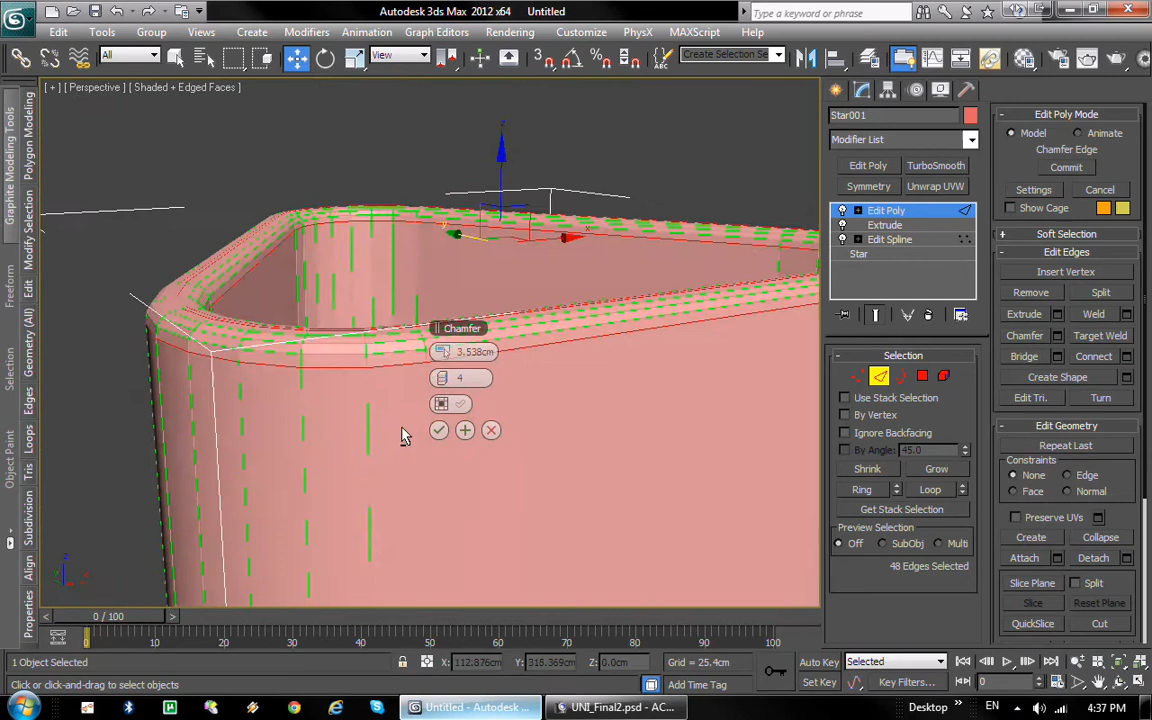 Autodesk 3ds Max 2012 x64    Untitled
Type a keyword or phrase
Edit Tools Group Views Create Modifiers Animation Graph Editors Rendering Customize PhysX MAXScript Help
All View 3 Create Selection Se
[ + ] [ Perspective ] [ Shaded + Edged Faces ]
Graphite Modeling Tools
Freeform
Selection
Object Paint
Polygon Modeling
Modify Selection
Edit
Geometry (All)
Edges
Loops
Tris
Subdivision
Align
Properties
z
y
x
Chamfer
3.538cm
4
0 / 100
Star001
Modifier List
Edit Poly TurboSmooth
Symmetry Unwrap UVW
Edit Poly
Extrude
Edit Spline
Star
Selection
Use Stack Selection
By Vertex
Ignore Backfacing
By Angle: 45.0
Shrink Grow
Ring Loop
Get Stack Selection
Preview Selection
Off SubObj Multi
48 Edges Selected
Edit Poly Mode
Model Animate
Chamfer Edge
Commit
Settings Cancel
Show Cage
Soft Selection
Edit Edges
Insert Vertex
Remove Split
Extrude Weld
Chamfer Target Weld
Bridge Connect
Create Shape
Edit Tri. Turn
Edit Geometry
Repeat Last
Constraints
None Edge
Face Normal
Preserve UVs
Create Collapse
Attach Detach
Slice Plane Split
Slice Reset Plane
QuickSlice Cut
0 10 20 30 40 50 60 70 80 90 100
1 Object Selected X: 112.876cm Y: 315.369cm Z: 0.0cm Grid = 25.4cm Auto Key Selected
Click or click-and-drag to select objects Add Time Tag Set Key Key Filters... 0
Untitled - Autodesk ... UNI_Final2.psd - AC... Desktop » EN 4:37 PM